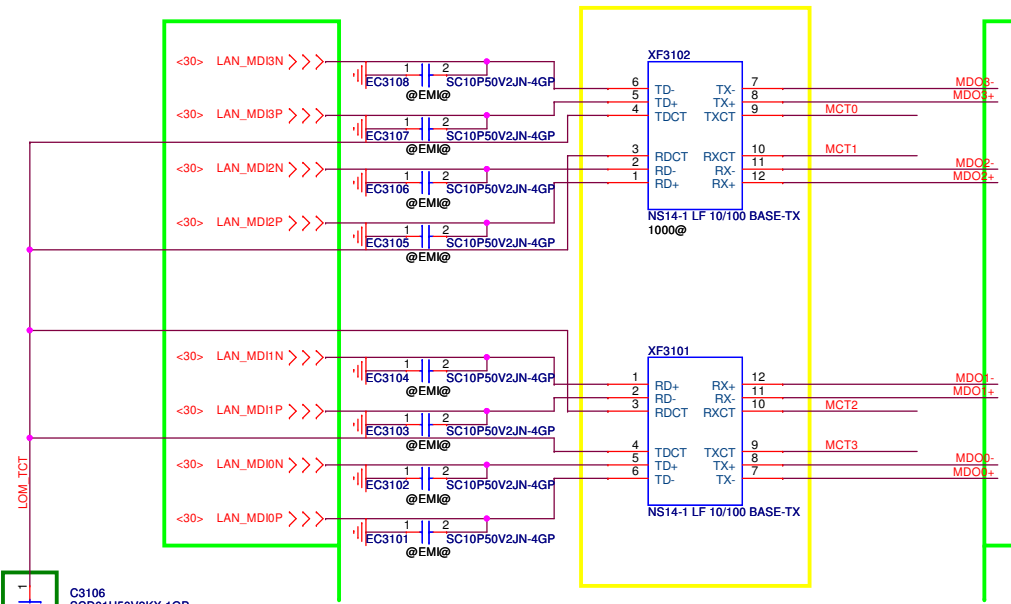 <30> LAN_MDI3N
1 2
EC3108 SC10P50V2JN-4GP
@EMI@
<30> LAN_MDI3P
1 2
EC3107 SC10P50V2JN-4GP
@EMI@
<30> LAN_MDI2N
1 2
EC3106 SC10P50V2JN-4GP
@EMI@
<30> LAN_MDI2P
1 2
EC3105 SC10P50V2JN-4GP
@EMI@
XF3102
6 TD- TX- 7 MDO3-
5 TD+ TX+ 8 MDO3+
4 TDCT TXCT 9 MCT0
3 RDCT RXCT 10 MCT1
2 RD- RX- 11 MDO2-
1 RD+ RX+ 12 MDO2+
NS14-1 LF 10/100 BASE-TX
1000@
<30> LAN_MDI1N
1 2
EC3104 SC10P50V2JN-4GP
@EMI@
<30> LAN_MDI1P
1 2
EC3103 SC10P50V2JN-4GP
@EMI@
<30> LAN_MDI0N
1 2
EC3102 SC10P50V2JN-4GP
@EMI@
<30> LAN_MDI0P
1 2
EC3101 SC10P50V2JN-4GP
@EMI@
XF3101
1 RD+ RX+ 12 MDO1-
2 RD- RX- 11 MDO1+
3 RDCT RXCT 10 MCT2
4 TDCT TXCT 9 MCT3
5 TD+ TX+ 8 MDO0-
6 TD- TX- 7 MDO0+
NS14-1 LF 10/100 BASE-TX
LOM_TCT
1
C3106